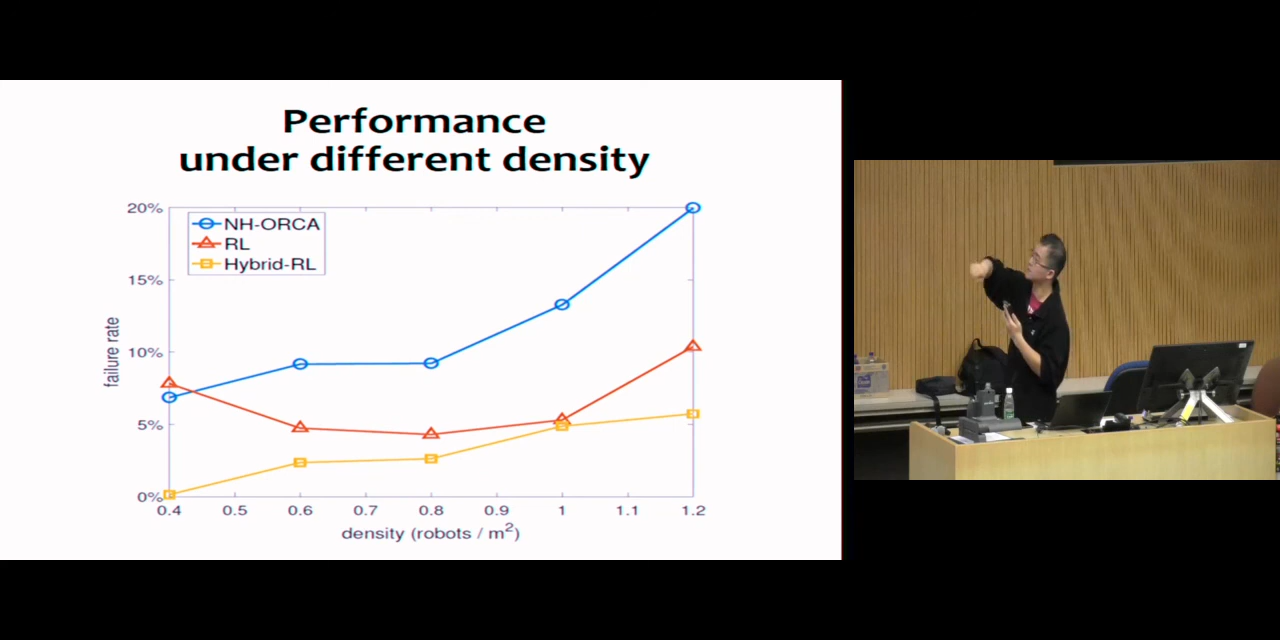 Performance
under different density
20%
15%
10%
5%
0%
failure rate
NH-ORCA
RL
Hybrid-RL
0.4 0.5 0.6 0.7 0.8 0.9 1 1.1 1.2
density (robots / m²)